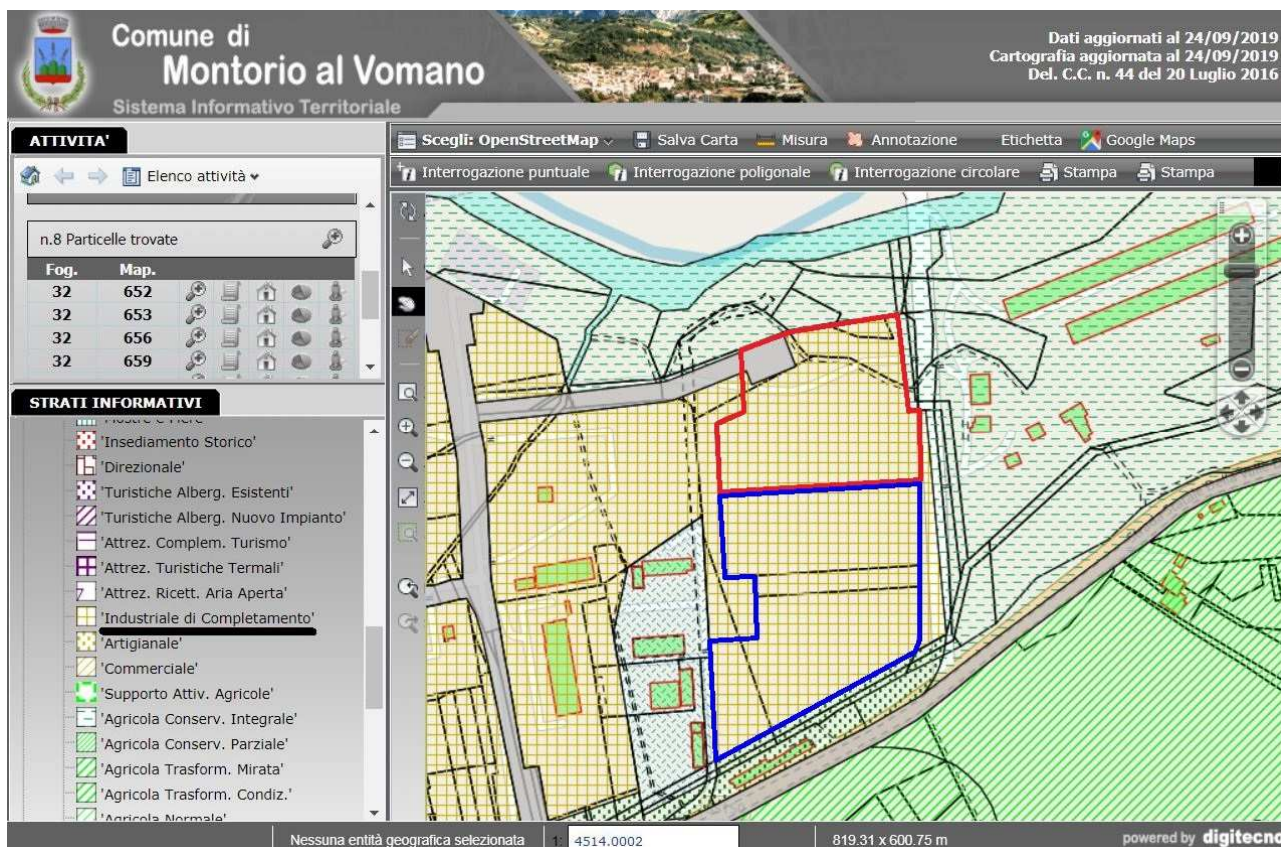 Comune di
Montorio al Vomano
Sistema Informativo Territoriale
Dati aggiornati al 24/09/2019
Cartografia aggiornata al 24/09/2019
Del. C.C. n. 44 del 20 Luglio 2016
ATTIVITA'
Elenco attività
n.8 Particelle trovate
Fog. Map.
32 652
32 653
32 656
32 659
STRATI INFORMATIVI
'Mostre e Fiere'
'Insediamento Storico'
'Direzionale'
'Turistiche Alberg. Esistenti'
'Turistiche Alberg. Nuovo Impianto'
'Attrez. Complem. Turismo'
'Attrez. Turistiche Termali'
'Attrez. Ricett. Aria Aperta'
'Industriale di Completamento'
'Artigianale'
'Commerciale'
'Supporto Attiv. Agricole'
'Agricola Conserv. Integrale'
'Agricola Conserv. Parziale'
'Agricola Trasform. Mirata'
'Agricola Trasform. Condiz.'
'Agricola Normale'
Scegli: OpenStreetMap Salva Carta Misura Annotazione Etichetta Google Maps
Interrogazione puntuale Interrogazione poligonale Interrogazione circolare Stampa Stampa
Nessuna entità geografica selezionata 1: 4514.0002 819.31 x 600.75 m powered by digitecno